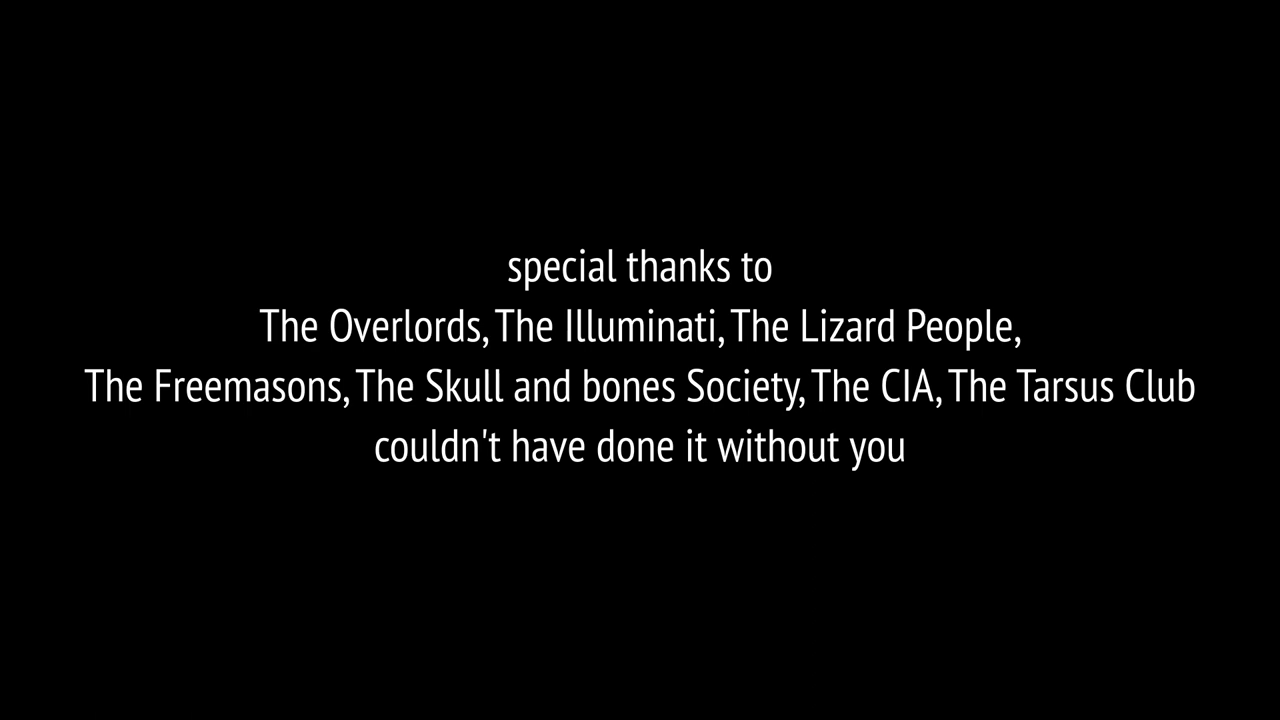 special thanks to
The Overlords, The Illuminati, The Lizard People,
The Freemasons, The Skull and bones Society, The CIA, The Tarsus Club
couldn't have done it without you